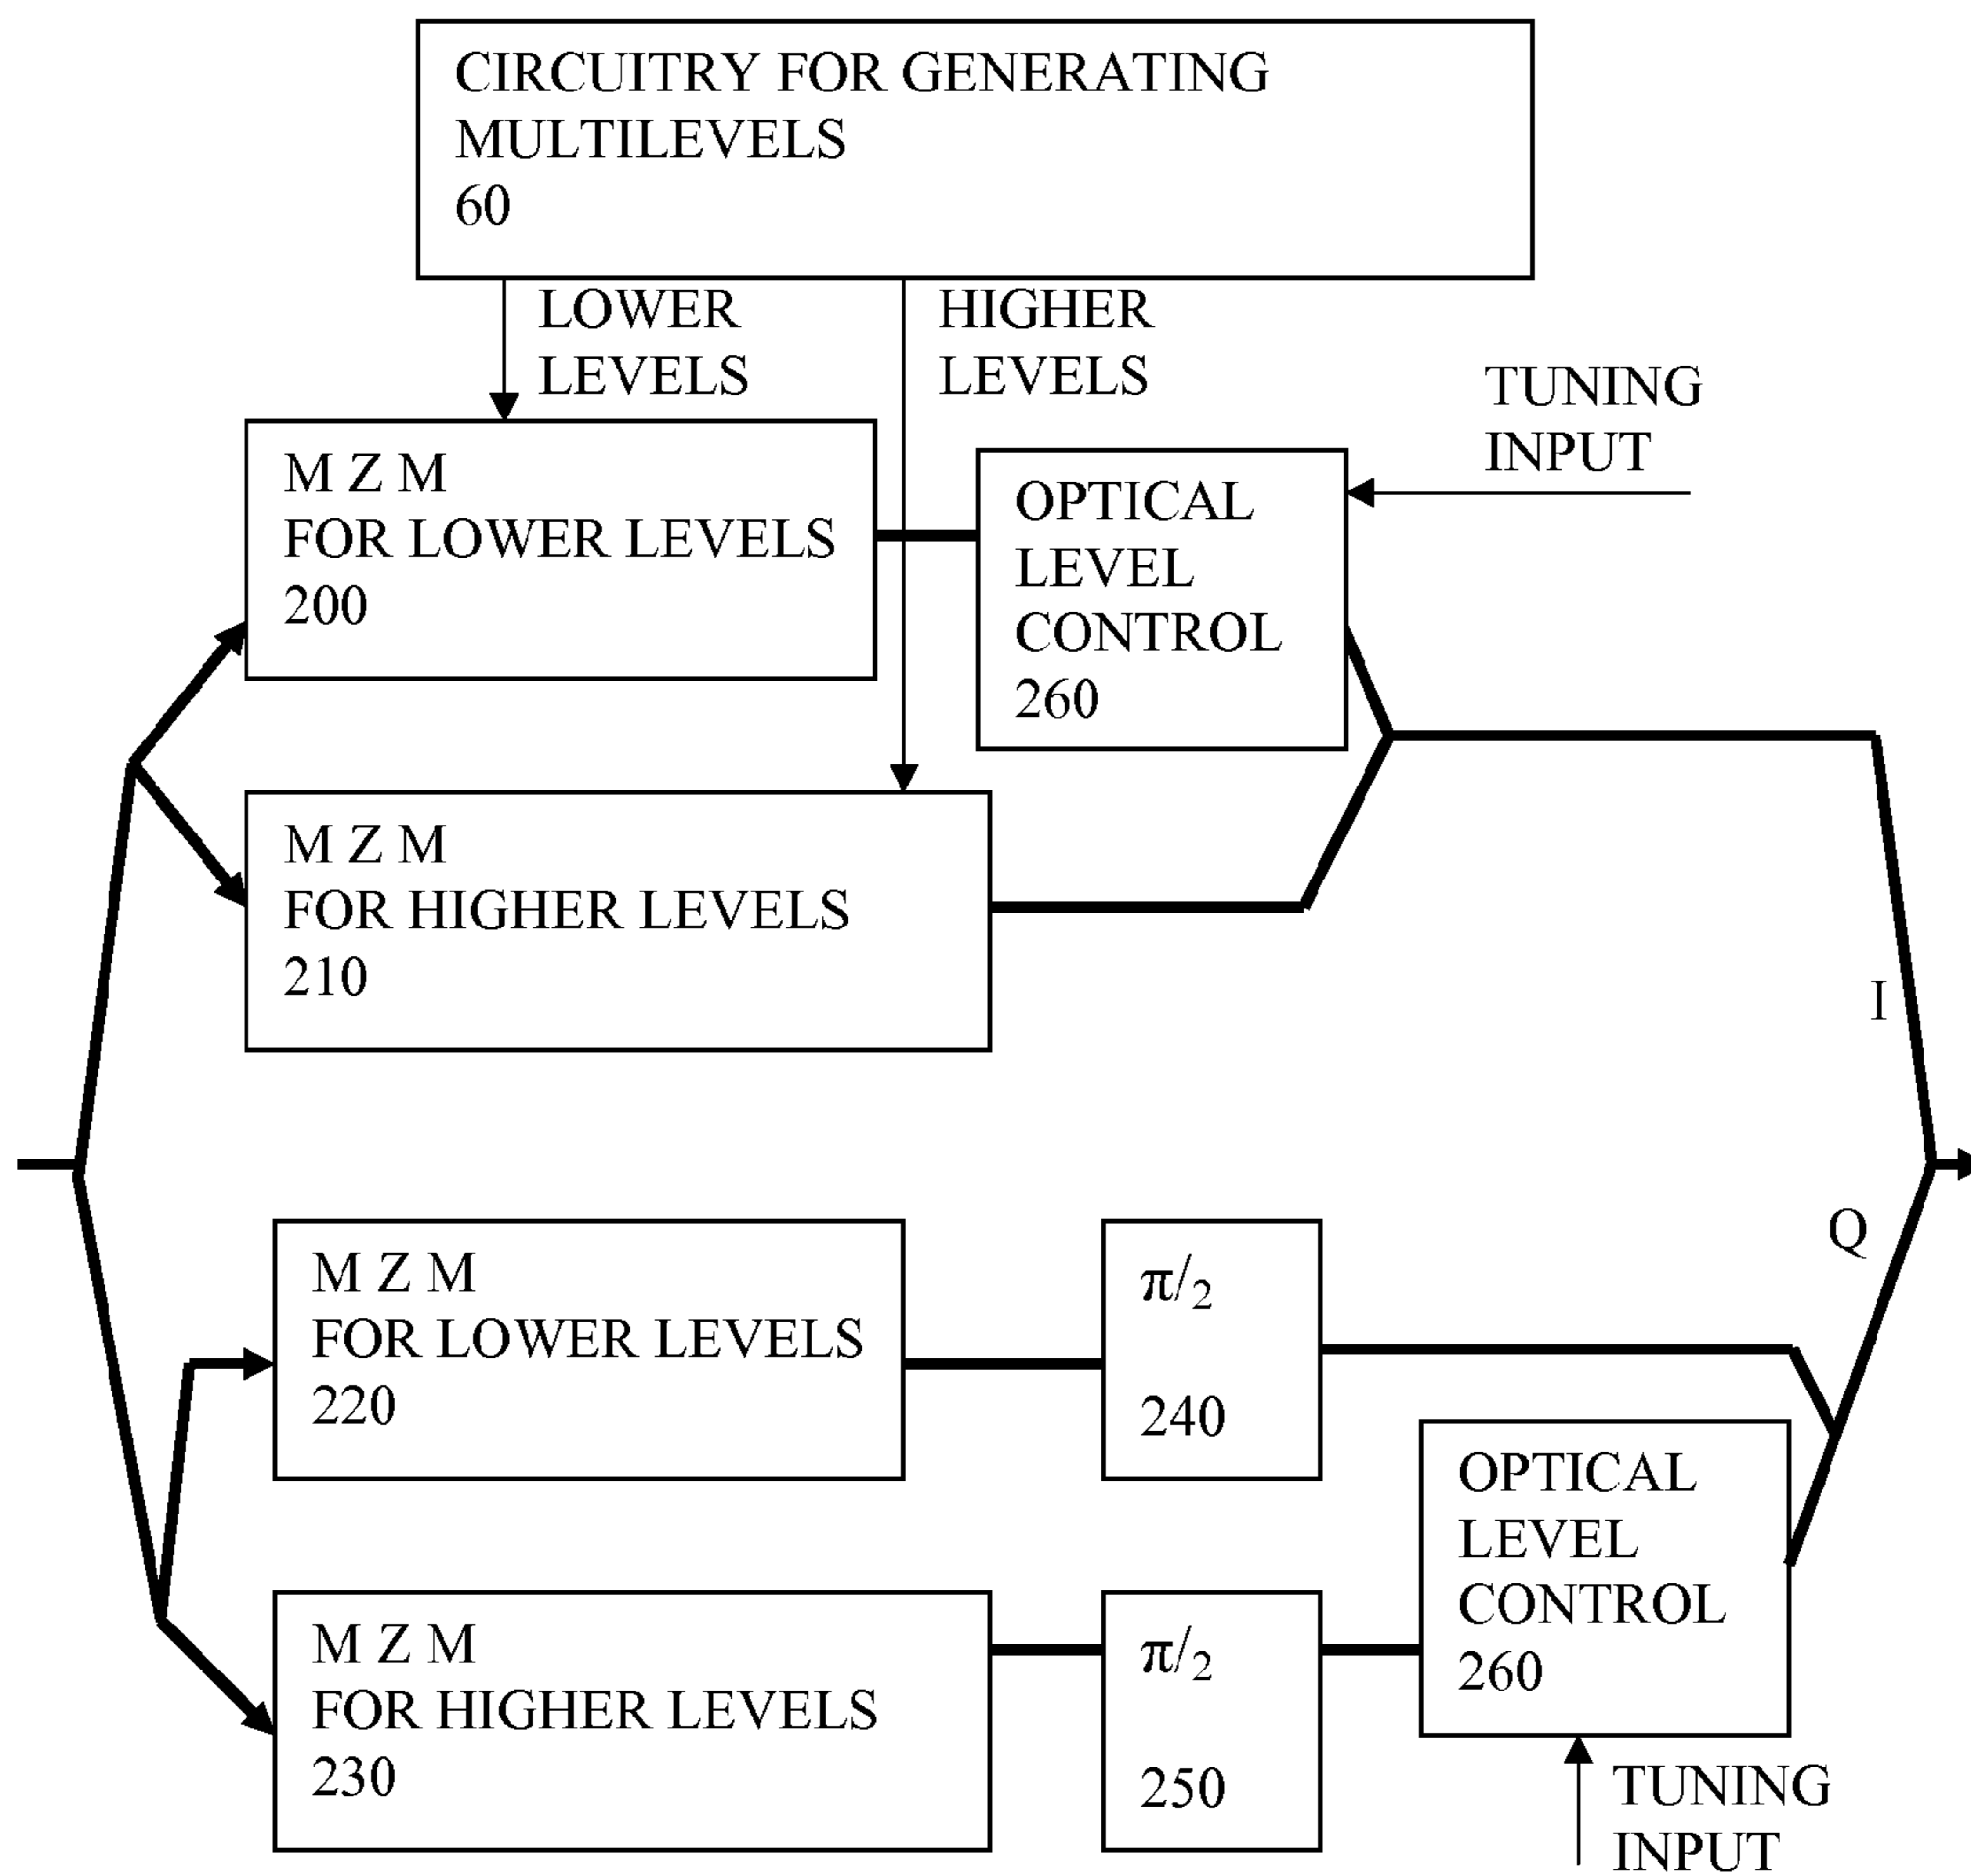 CIRCUITRY FOR GENERATING
MULTILEVELS
60
LOWER
LEVELS
HIGHER
LEVELS
TUNING
INPUT
M Z M
FOR LOWER LEVELS
200
OPTICAL
LEVEL
CONTROL
260
M Z M
FOR HIGHER LEVELS
210
I
Q
M Z M
FOR LOWER LEVELS
220
π/2
240
OPTICAL
LEVEL
CONTROL
260
M Z M
FOR HIGHER LEVELS
230
π/2
250
TUNING
INPUT